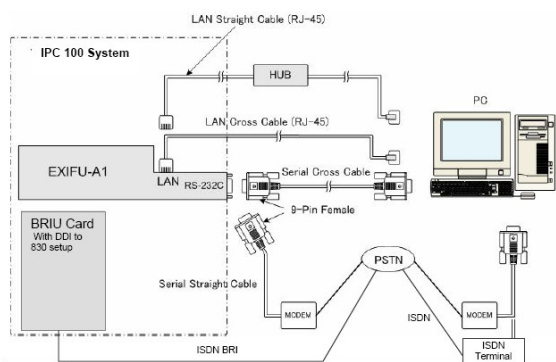 LAN Straight Cable (RJ-45)
IPC 100 System
HUB
PC
LAN Cross Cable (RJ-45)
EXIFU-A1
LAN
RS-232C
Serial Cross Cable
9-Pin Female
BRIU Card
With DDI to
830 setup
PSTN
Serial Straight Cable
MODEM
MODEM
ISDN
ISDN BRI
ISDN
Terminal